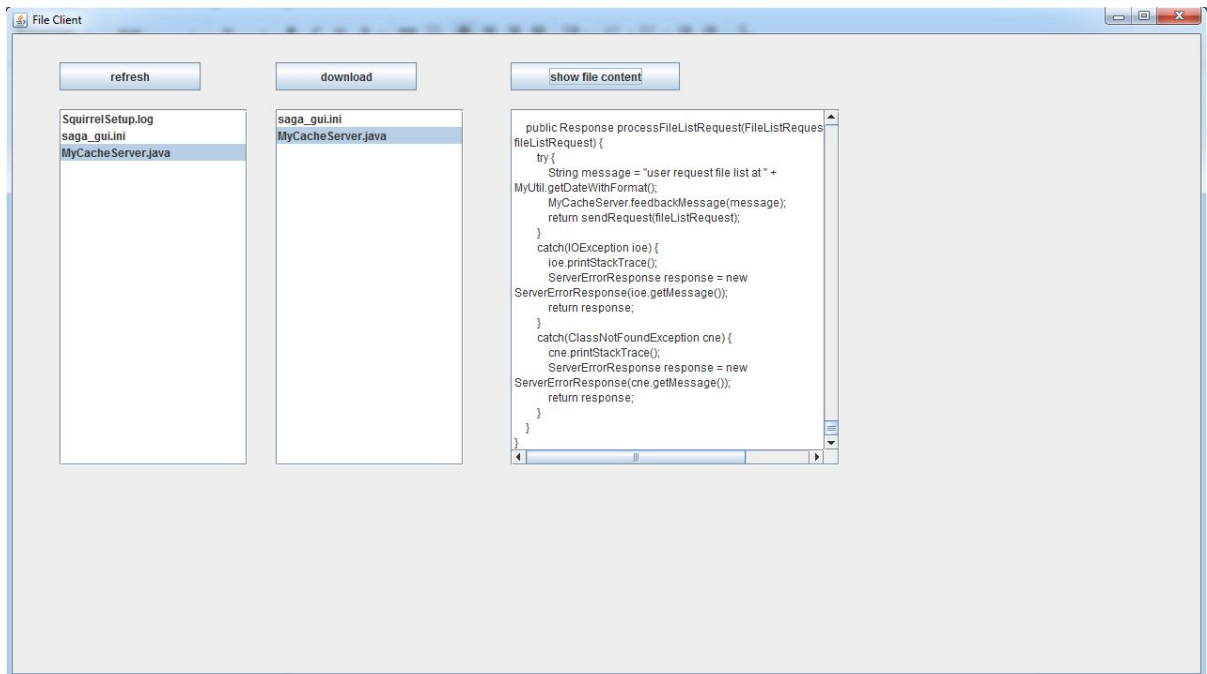 File Client
refresh
download
show file content
SquirrelSetup.log
saga_gui.ini
MyCacheServer.java
saga_gui.ini
MyCacheServer.java
public Response processFileListRequest(FileListReques
fileListRequest) {
try {
String message = "user request file list at " +
MyUtil.getDateWithFormat();
MyCacheServer.feedbackMessage(message);
return sendRequest(fileListRequest);
}
catch(IOException ioe) {
ioe.printStackTrace();
ServerErrorResponse response = new
ServerErrorResponse(ioe.getMessage());
return response;
}
catch(ClassNotFoundException cne) {
cne.printStackTrace();
ServerErrorResponse response = new
ServerErrorResponse(cne.getMessage());
return response;
}
}
}